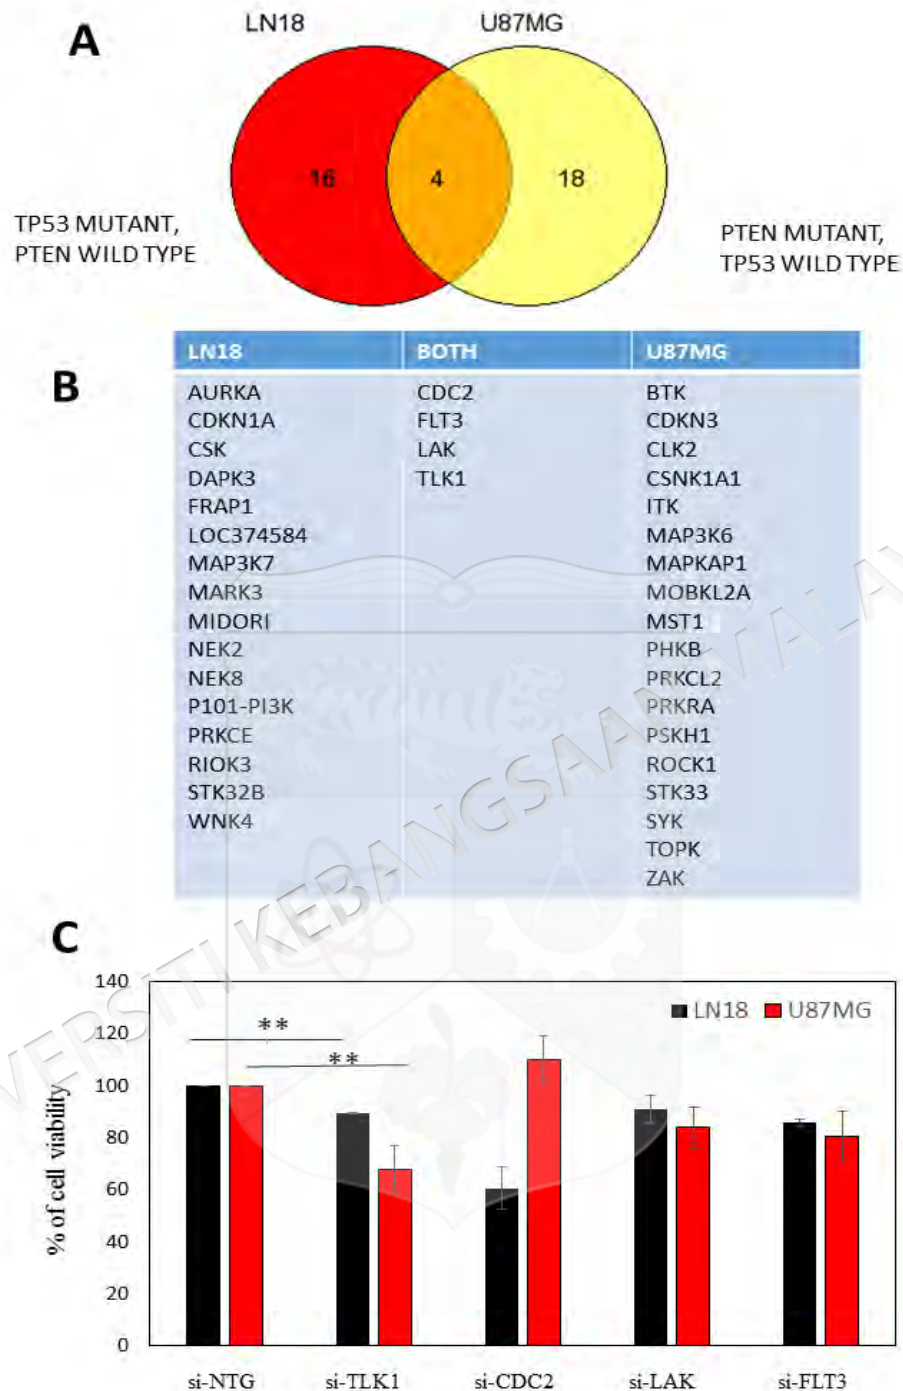 A
LN18
U87MG
16
4
18
TP53 MUTANT,
PTEN WILD TYPE
PTEN MUTANT,
TP53 WILD TYPE
B
LN18 BOTH U87MG
AURKA CDC2 BTK
CDKN1A FLT3 CDKN3
CSK LAK CLK2
DAPK3 TLK1 CSNK1A1
FRAP1 ITK
LOC374584 MAP3K6
MAP3K7 MAPKAP1
MARK3 MOBKL2A
MIDORI MST1
NEK2 PHKB
NEK8 PRKCL2
P101-PI3K PRKRA
PRKCE PSKH1
RIOK3 ROCK1
STK32B STK33
WNK4 SYK
TOPK
ZAK
C
% of cell viability
140
120
100
80
60
40
20
0
LN18 U87MG
**
**
si-NTG si-TLK1 si-CDC2 si-LAK si-FLT3
VERSITI KEBANGSAAN MALAY